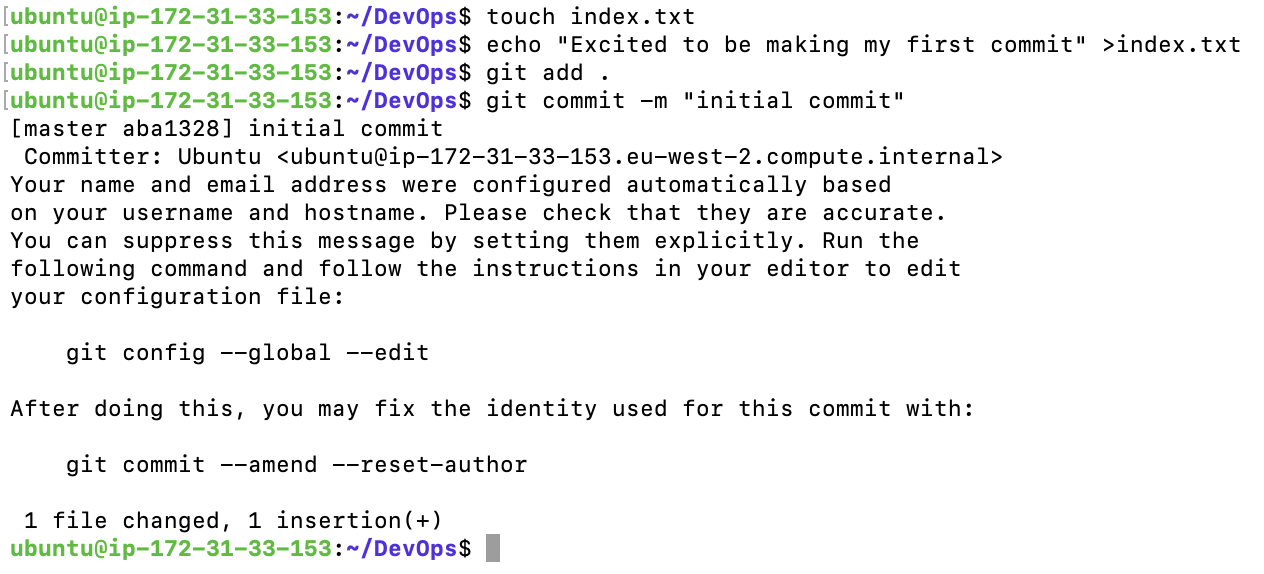 [ubuntu@ip-172-31-33-153:~/DevOps$ touch index.txt
[ubuntu@ip-172-31-33-153:~/DevOps$ echo "Excited to be making my first commit" >index.txt
[ubuntu@ip-172-31-33-153:~/DevOps$ git add .
[ubuntu@ip-172-31-33-153:~/DevOps$ git commit -m "initial commit"
[master aba1328] initial commit
 Committer: Ubuntu <ubuntu@ip-172-31-33-153.eu-west-2.compute.internal>
Your name and email address were configured automatically based
on your username and hostname. Please check that they are accurate.
You can suppress this message by setting them explicitly. Run the
following command and follow the instructions in your editor to edit
your configuration file:

    git config --global --edit

After doing this, you may fix the identity used for this commit with:

    git commit --amend --reset-author

 1 file changed, 1 insertion(+)
ubuntu@ip-172-31-33-153:~/DevOps$